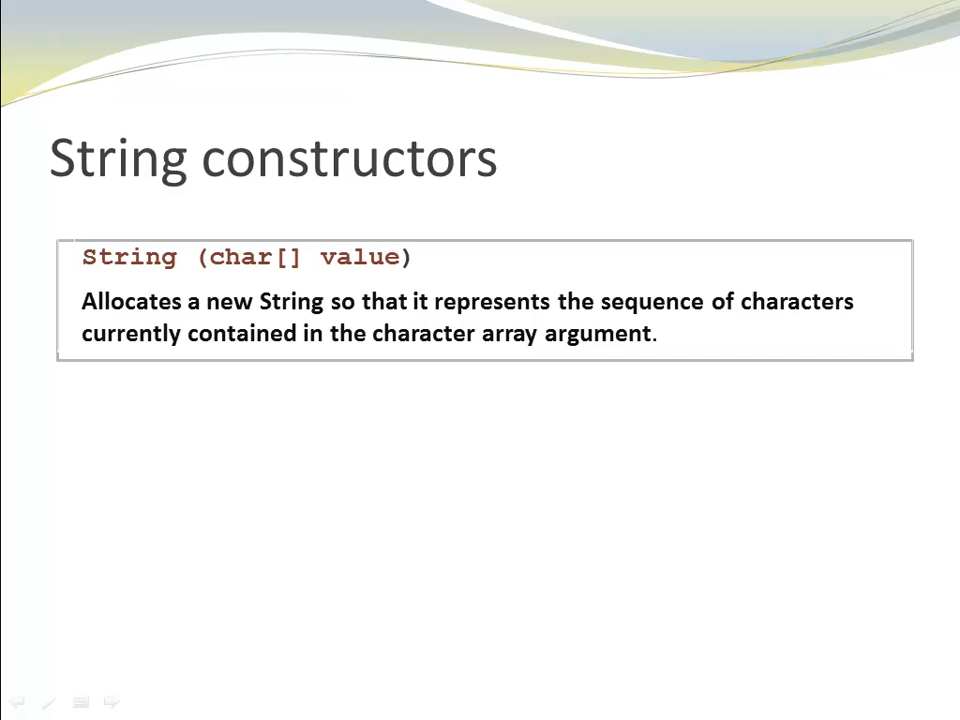 String constructors
String (char[] value)
Allocates a new String so that it represents the sequence of characters
currently contained in the character array argument.